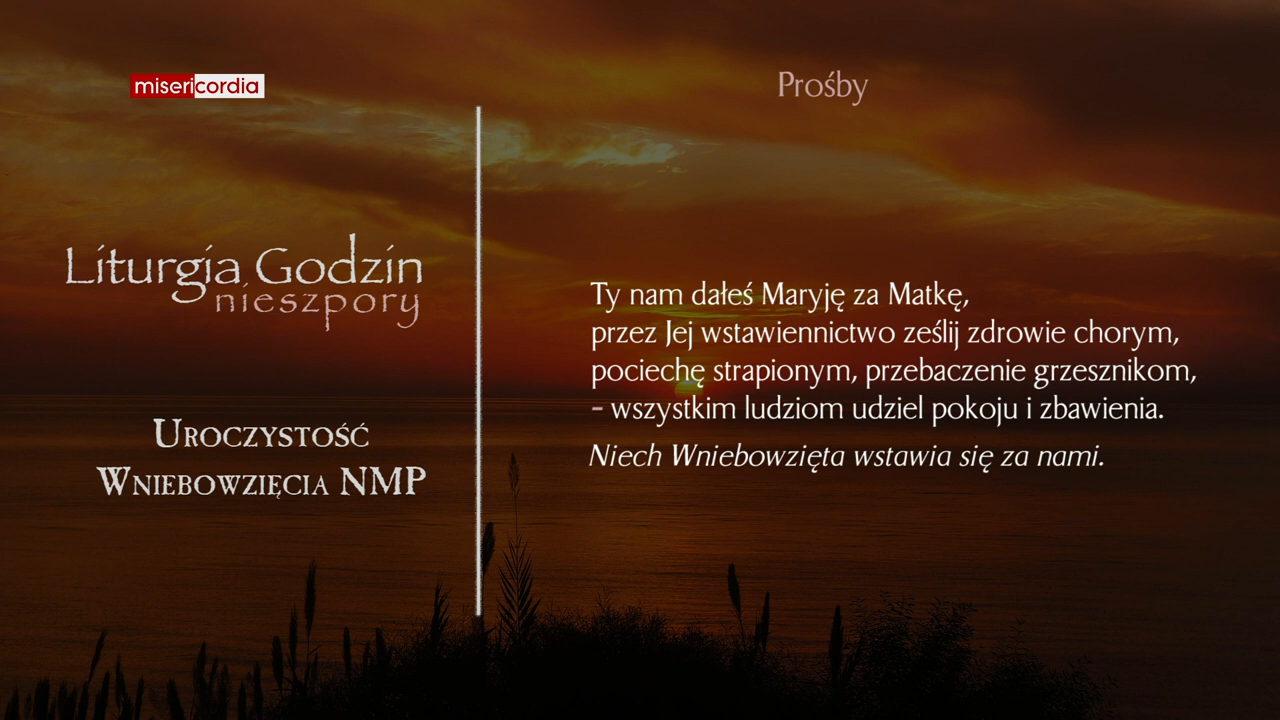 misericordia
Prośby
Liturgia Godzin
nieszpory
Uroczystość
Wniebowzięcia NMP
Ty nam dałeś Maryję za Matkę,
przez Jej wstawiennictwo ześlij zdrowie chorym,
pociechę strapionym, przebaczenie grzesznikom,
- wszystkim ludziom udziel pokoju i zbawienia.
Niech Wniebowzięta wstawia się za nami.